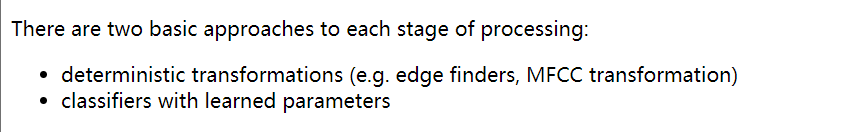 There are two basic approaches to each stage of processing:
• deterministic transformations (e.g. edge finders, MFCC transformation)
• classifiers with learned parameters